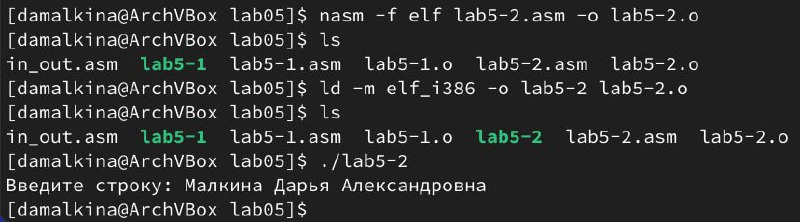 [damalkina@ArchVBox lab05]$ nasm -f elf lab5-2.asm -o lab5-2.o
[damalkina@ArchVBox lab05]$ ls
in_out.asm  lab5-1  lab5-1.asm  lab5-1.o  lab5-2.asm  lab5-2.o
[damalkina@ArchVBox lab05]$ ld -m elf_i386 -o lab5-2 lab5-2.o
[damalkina@ArchVBox lab05]$ ls
in_out.asm  lab5-1  lab5-1.asm  lab5-1.o  lab5-2  lab5-2.asm  lab5-2.o
[damalkina@ArchVBox lab05]$ ./lab5-2
Введите строку: Малкина Дарья Александровна
[damalkina@ArchVBox lab05]$